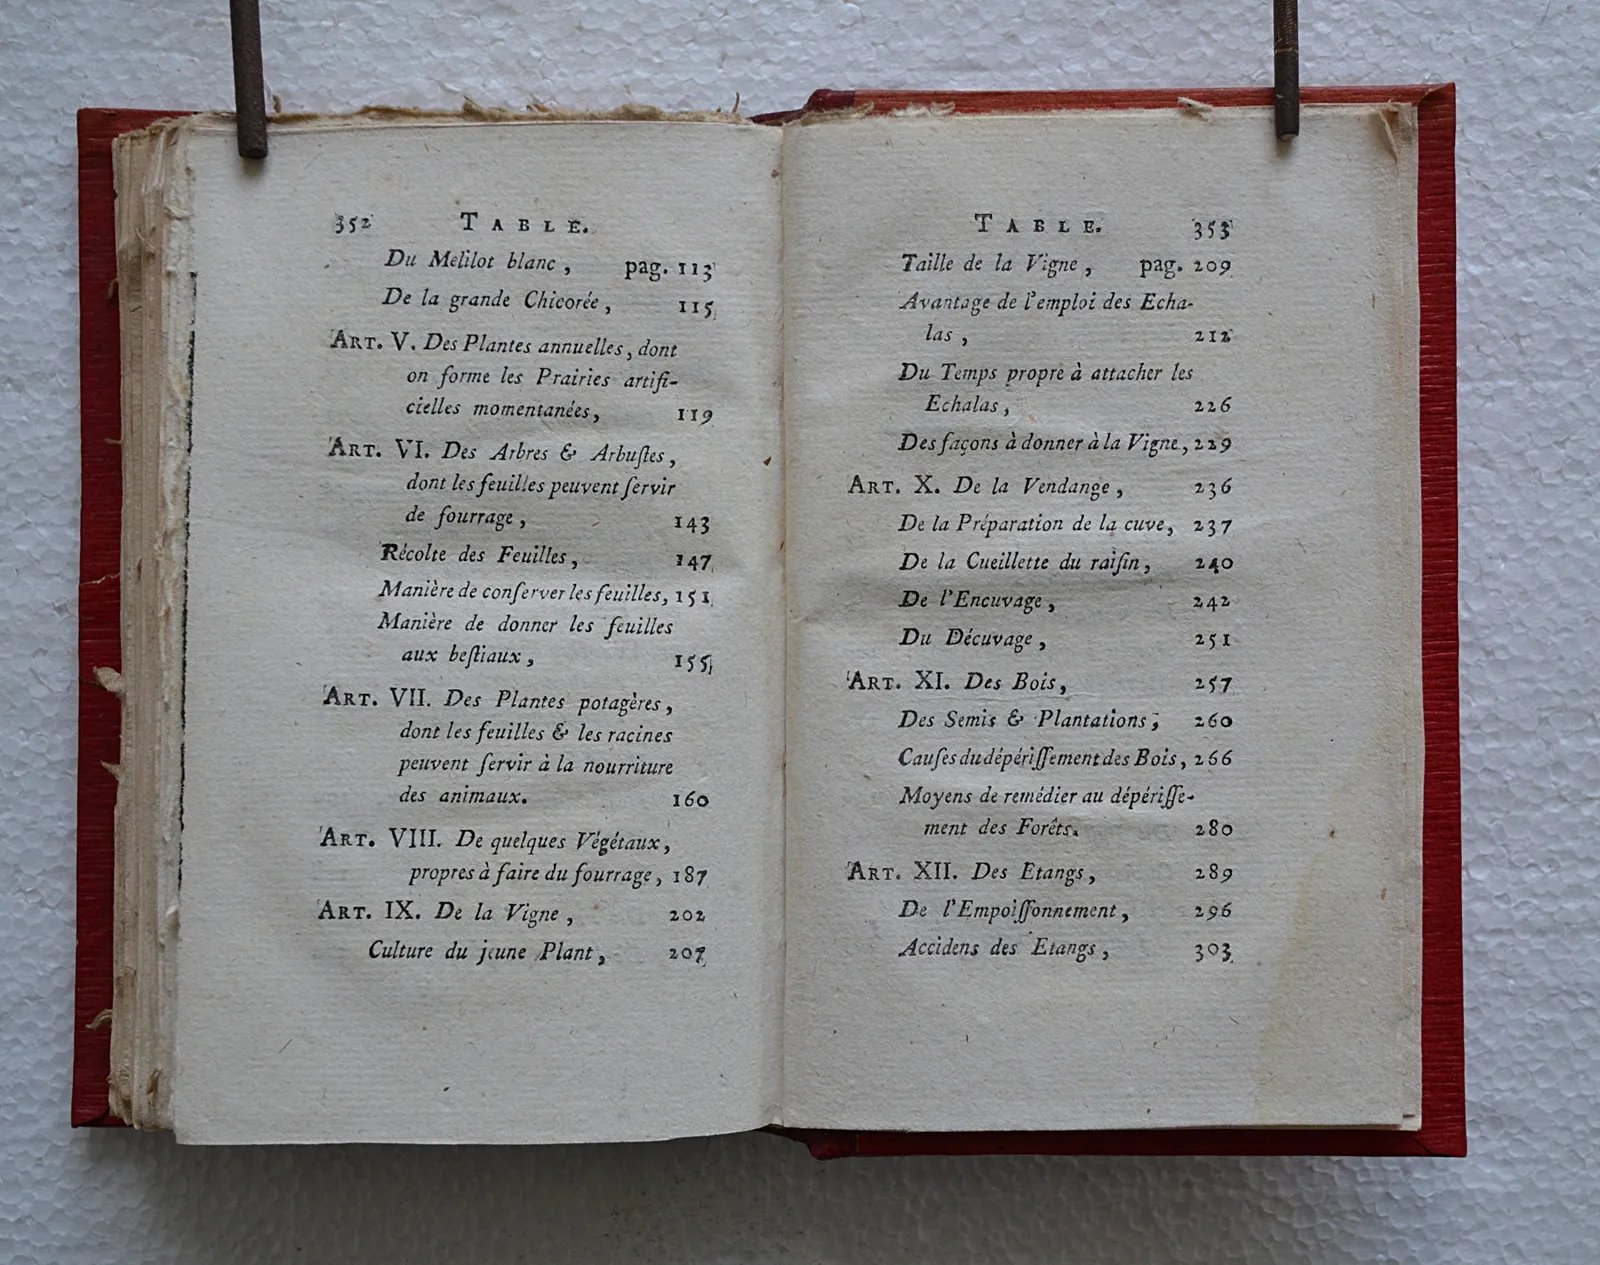 352 TABLE.
Du Melilot blanc, pag. 113
De la grande Chicorée, 115
ART. V. Des Plantes annuelles, dont
on forme les Prairies artifi-
cielles momentanées, 119
ART. VI. Des Arbres & Arbuſtes,
dont les feuilles peuvent ſervir
de fourrage, 143
Récolte des Feuilles, 147
Manière de conſerver les feuilles, 151
Manière de donner les feuilles
aux beſtiaux, 155
ART. VII. Des Plantes potagères,
dont les feuilles & les racines
peuvent ſervir à la nourriture
des animaux. 160
ART. VIII. De quelques Végétaux,
propres à faire du fourrage, 187
ART. IX. De la Vigne, 202
Culture du jeune Plant, 207
TABLE. 353
Taille de la Vigne, pag. 209
Avantage de l'emploi des Echa-
las, 212
Du Temps propre à attacher les
Echalas, 226
Des façons à donner à la Vigne, 229
ART. X. De la Vendange, 236
De la Préparation de la cuve, 237
De la Cueillette du raiſin, 240
De l'Encuvage, 242
Du Décuvage, 251
ART. XI. Des Bois, 257
Des Semis & Plantations, 260
Cauſes du dépériſſement des Bois, 266
Moyens de remédier au dépériſſe-
ment des Forêts. 280
ART. XII. Des Etangs, 289
De l'Empoiſſonnement, 296
Accidens des Etangs, 303